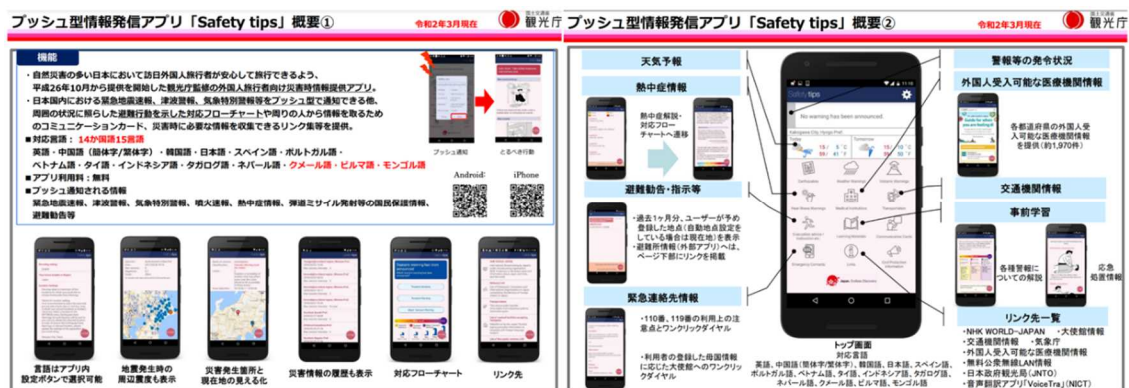 プッシュ型情報発信アプリ「Safety tips」概要①
令和2年3月現在
国土交通省
観光庁
機能
・自然災害の多い日本において訪日外国人旅行者が安心して旅行できるよう、
平成26年10月から提供を開始した観光庁監修の外国人旅行者向け災害時情報提供アプリ。
・日本国内における緊急地震速報、津波警報、気象特別警報等をプッシュ型で通知できる他、
周囲の状況に照らした避難行動を示した対応フローチャートや周りの人から情報を取るため
のコミュニケーションカード、災害時に必要な情報を収集できるリンク集等を提供。
■対応言語：14か国語15言語
英語・中国語（簡体字/繁体字）・韓国語・日本語・スペイン語・ポルトガル語・
ベトナム語・タイ語・インドネシア語・タガログ語・ネパール語・クメール語・ビルマ語・モンゴル語
■アプリ利用料：無料
■プッシュ通知される情報
緊急地震速報、津波警報、気象特別警報、噴火速報、熱中症情報、弾道ミサイル発射等の国民保護情報、
避難勧告等
プッシュ通知
とるべき行動
Android:
iPhone
言語はアプリ内
設定ボタンで選択可能
地震発生時の
周辺震度も表示
災害発生箇所と
現在地の見える化
災害情報の履歴も表示
対応フローチャート
リンク先
プッシュ型情報発信アプリ「Safety tips」概要②
令和2年3月現在
国土交通省
観光庁
天気予報
熱中症情報
熱中症解説・
対応フロー
チャートへ遷移
避難勧告・指示等
・過去1ヶ月分、ユーザーが予め
登録した地点（自動地点設定を
している場合は現在地）を表示
・避難所情報（外部アプリ）へは、
ページ下部にリンクを掲載
緊急連絡先情報
・110番、119番の利用上の注
意点とワンクリックダイヤル
・利用者の登録した母国情報
に応じた大使館へのワンクリッ
クダイヤル
Safety tips
No warning has been announced.
トップ画面
対応言語
英語、中国語（簡体字/繁体字）、韓国語、日本語、スペイン語、
ポルトガル語、ベトナム語、タイ語、インドネシア語、タガログ語、
ネパール語、クメール語、ビルマ語、モンゴル語
警報等の発令状況
外国人受入可能な医療機関情報
各都道府県の外国人受
入可能な医療機関情報
を提供（約1,970件）
交通機関情報
事前学習
各種警報に
ついての解説
応急
処置情報
リンク先一覧
・NHK WORLD-JAPAN ・大使館情報
・交通機関情報 ・気象庁
・外国人受入可能な医療機関情報
・無料公衆無線LAN情報
・日本政府観光局（JNTO）
・音声翻訳アプリ「VoiceTra」（NICT）